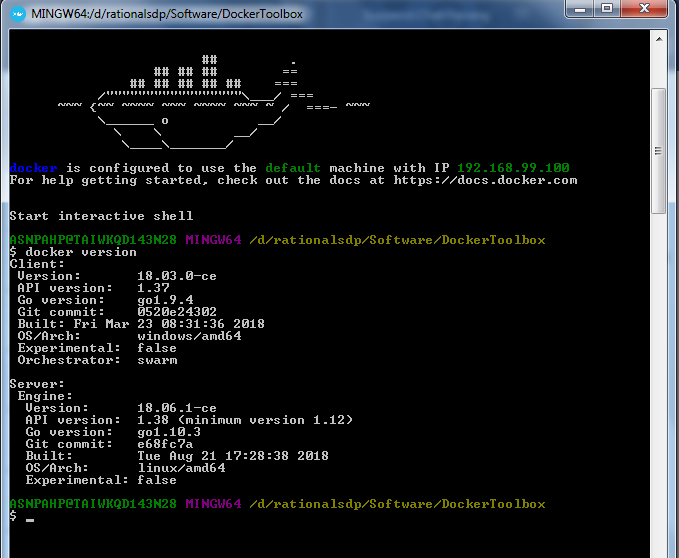 MINGW64:/d/rationalsdp/Software/DockerToolbox
##         .
## ## ##        ==
## ## ## ## ##    ===
/"""""""""""""""""\___/ ===
~~~ {~~ ~~~~ ~~~ ~~~~ ~~~ ~ /  ===- ~~~
\______ o           __/
\    \         __/
\____\_______/
docker is configured to use the default machine with IP 192.168.99.100
For help getting started, check out the docs at https://docs.docker.com
Start interactive shell
ASNPAHP@TAIWKQD143N28 MINGW64 /d/rationalsdp/Software/DockerToolbox
$ docker version
Client:
Version:       18.03.0-ce
API version:   1.37
Go version:    go1.9.4
Git commit:    0520e24302
Built: Fri Mar 23 08:31:36 2018
OS/Arch:       windows/amd64
Experimental:  false
Orchestrator:  swarm
Server:
Engine:
Version:      18.06.1-ce
API version:  1.38 (minimum version 1.12)
Go version:   go1.10.3
Git commit:   e68fc7a
Built:        Tue Aug 21 17:28:38 2018
OS/Arch:      linux/amd64
Experimental: false
ASNPAHP@TAIWKQD143N28 MINGW64 /d/rationalsdp/Software/DockerToolbox
$ _